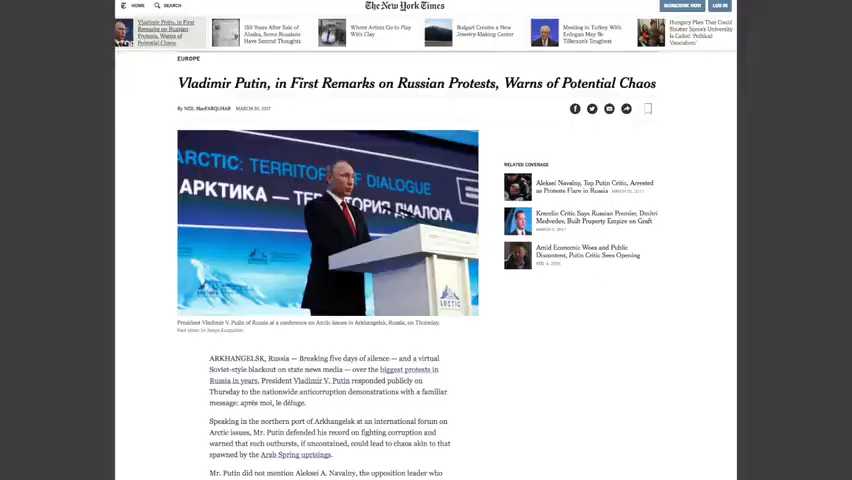 HOME SEARCH The New York Times SUBSCRIBE NOW LOG IN
Vladimir Putin, in First
Remarks on Russian
Protests, Warns of
Potential Chaos
150 Years After Sale of
Alaska, Some Russians
Have Second Thoughts
Where Artists Go to Play
With Clay
Bulgari Creates a New
Jewelry-Making Center
Meeting in Turkey With
Erdogan May Be
Tillerson's Toughest
Hungary Plan That Could
Shutter Soros's University
Is Called 'Political
Vandalism'
EUROPE
Vladimir Putin, in First Remarks on Russian Protests, Warns of Potential Chaos
By NEIL MacFARQUHAR MARCH 30, 2017
ARCTIC: TERRITORY OF DIALOGUE
АРКТИКА — ТЕРРИТОРИЯ ДИАЛОГА
ARCTIC
President Vladimir V. Putin of Russia at a conference on Arctic issues in Arkhangelsk, Russia, on Thursday.
RELATED COVERAGE
Aleksei Navalny, Top Putin Critic, Arrested
as Protests Flare in Russia
Kremlin Critic Says Russian Premier, Dmitri
Medvedev, Built Property Empire on Graft
Amid Economic Woes and Public
Discontent, Putin Critic Sees Opening
ARKHANGELSK, Russia — Breaking five days of silence — and a virtual
Soviet-style blackout on state news media — over the biggest protests in
Russia in years, President Vladimir V. Putin responded publicly on
Thursday to the nationwide anticorruption demonstrations with a familiar
message: après moi, le déluge.
Speaking in the northern port of Arkhangelsk at an international forum on
Arctic issues, Mr. Putin defended his record on fighting corruption and
warned that such outbursts, if uncontained, could lead to chaos akin to that
spawned by the Arab Spring uprisings.
Mr. Putin did not mention Aleksei A. Navalny, the opposition leader who